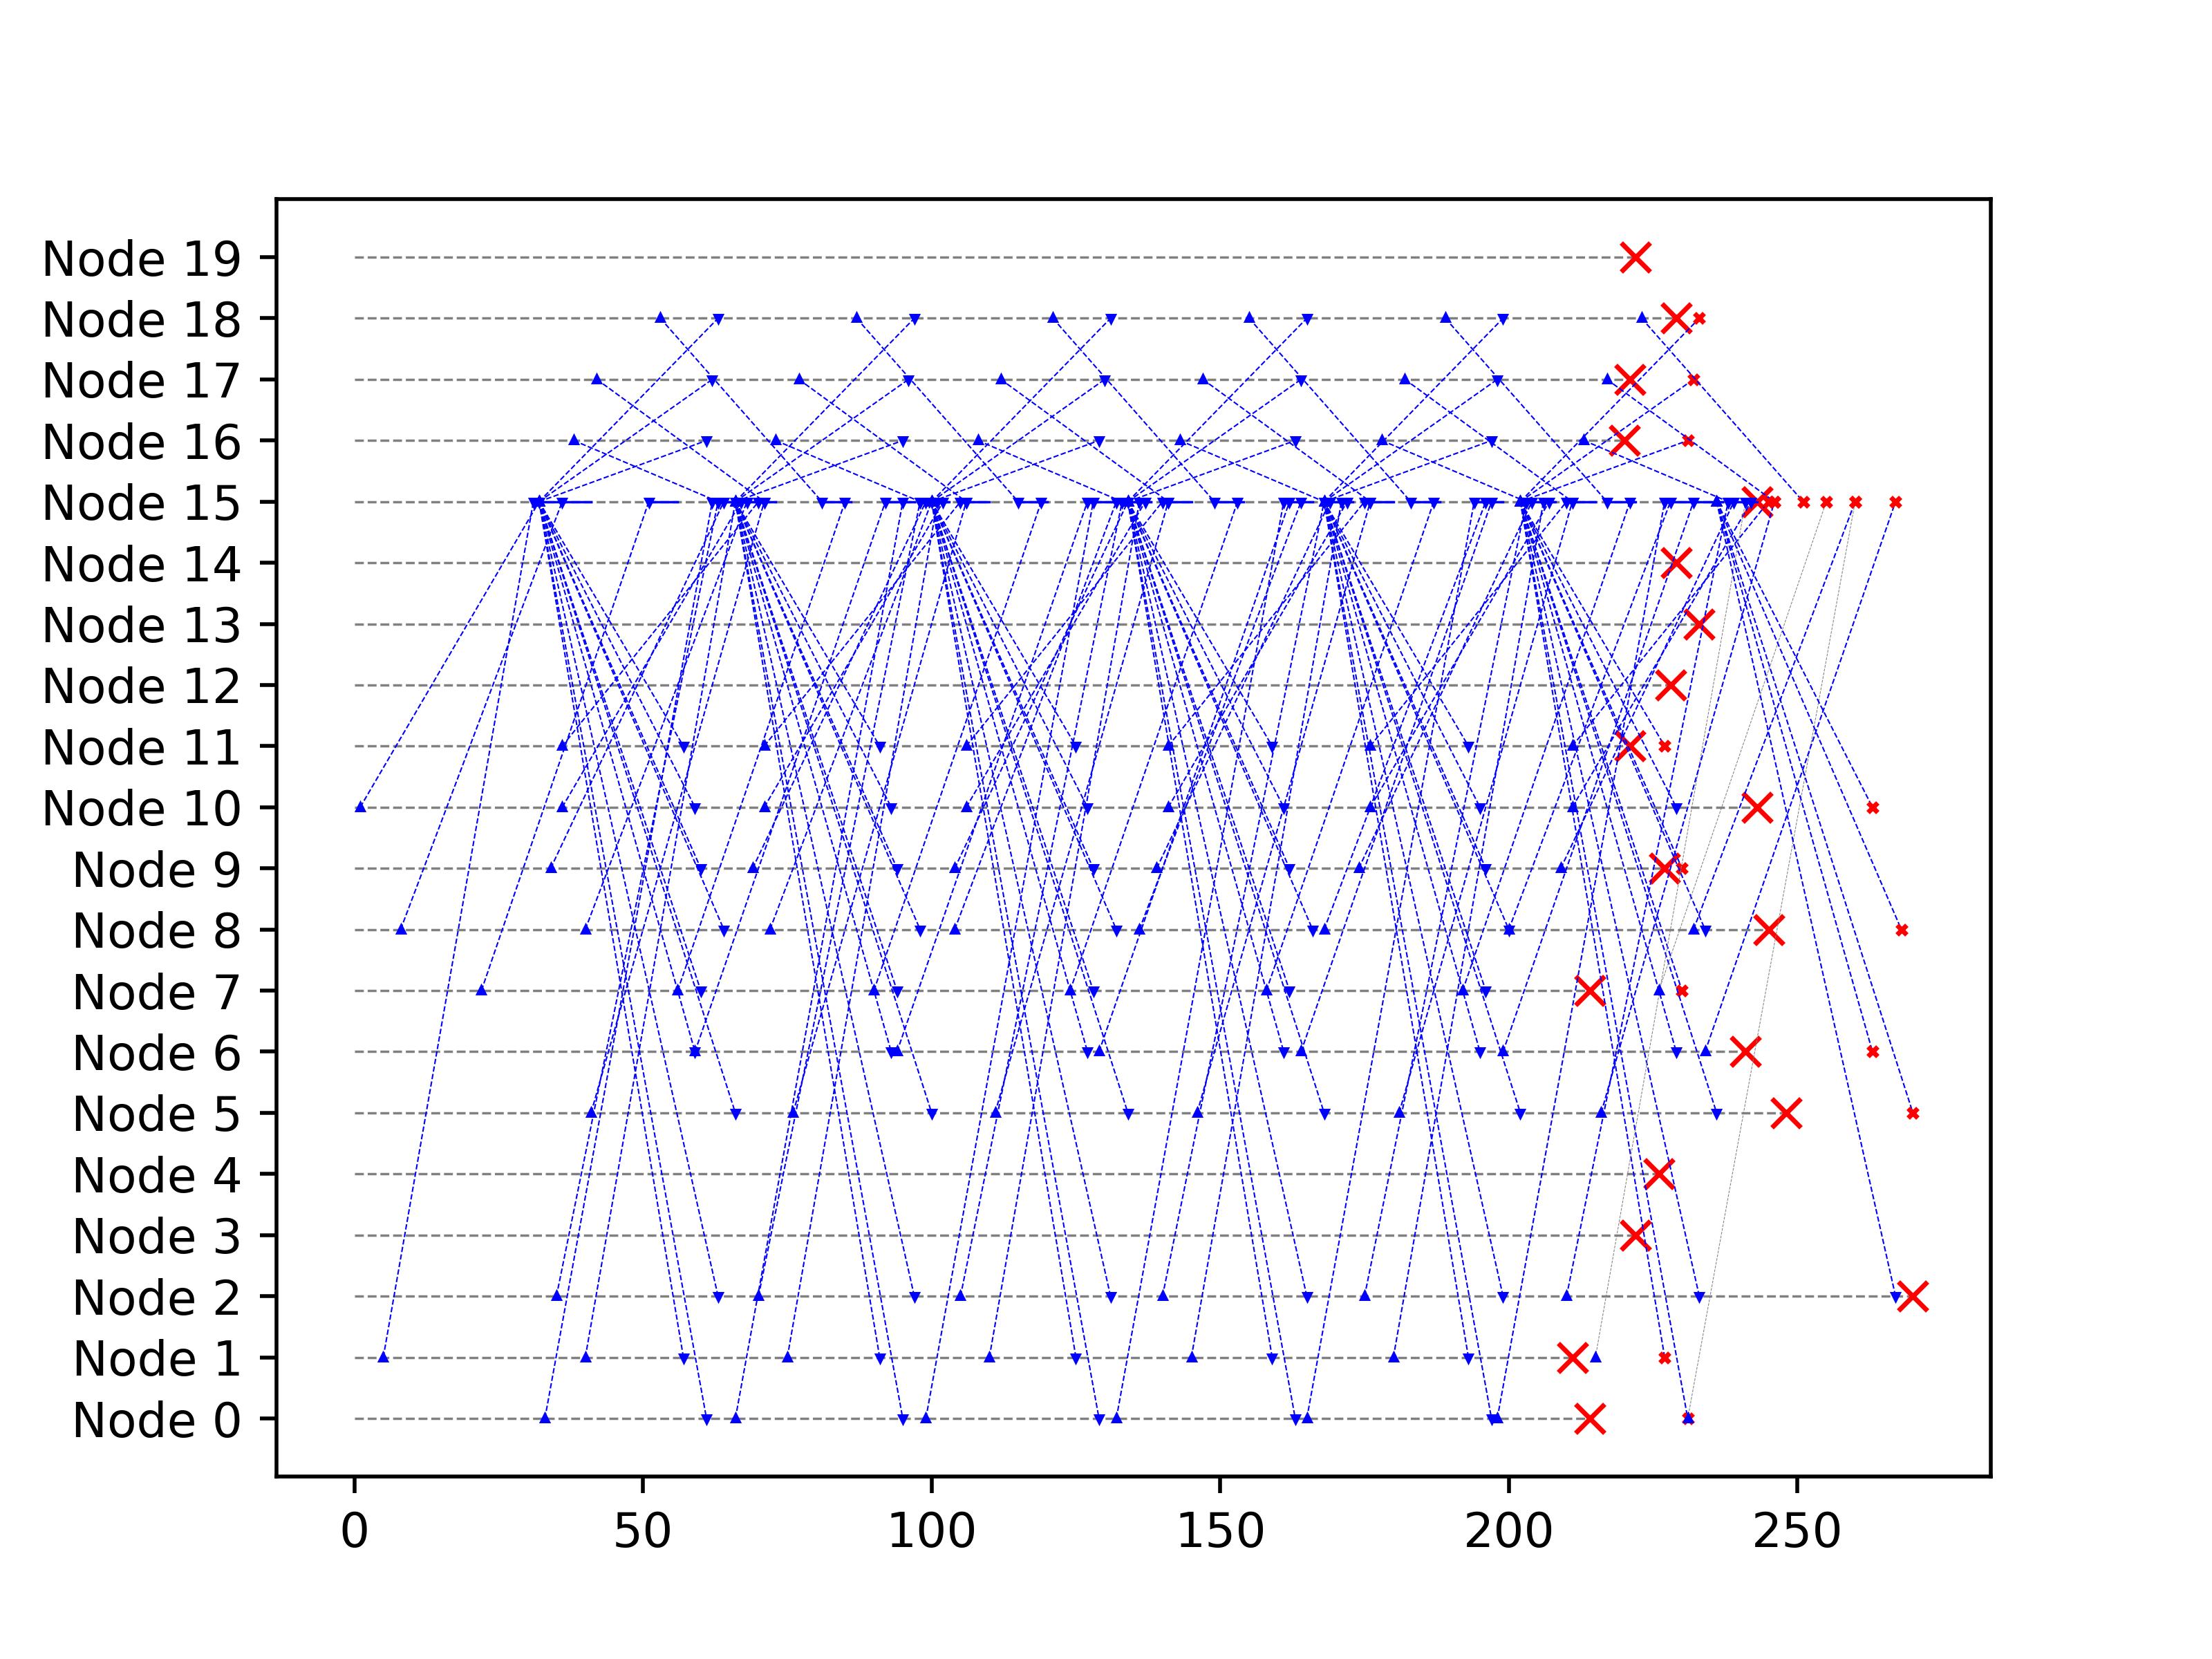 Node 19
Node 18
Node 17
Node 16
Node 15
Node 14
Node 13
Node 12
Node 11
Node 10
Node 9
Node 8
Node 7
Node 6
Node 5
Node 4
Node 3
Node 2
Node 1
Node 0
0 50 100 150 200 250